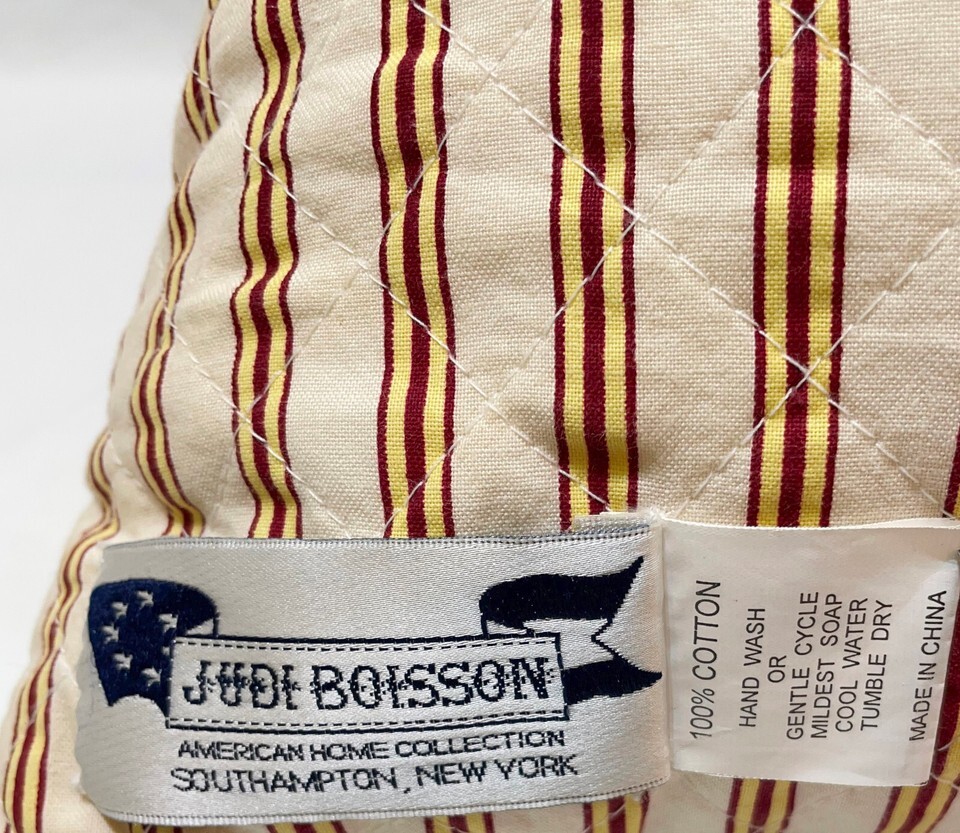 JUDI BOISSON
AMERICAN HOME COLLECTION
SOUTHAMPTON, NEW YORK
100% COTTON
HAND WASH
OR
GENTLE CYCLE
MILDEST SOAP
COOL WATER
TUMBLE DRY
MADE IN CHINA